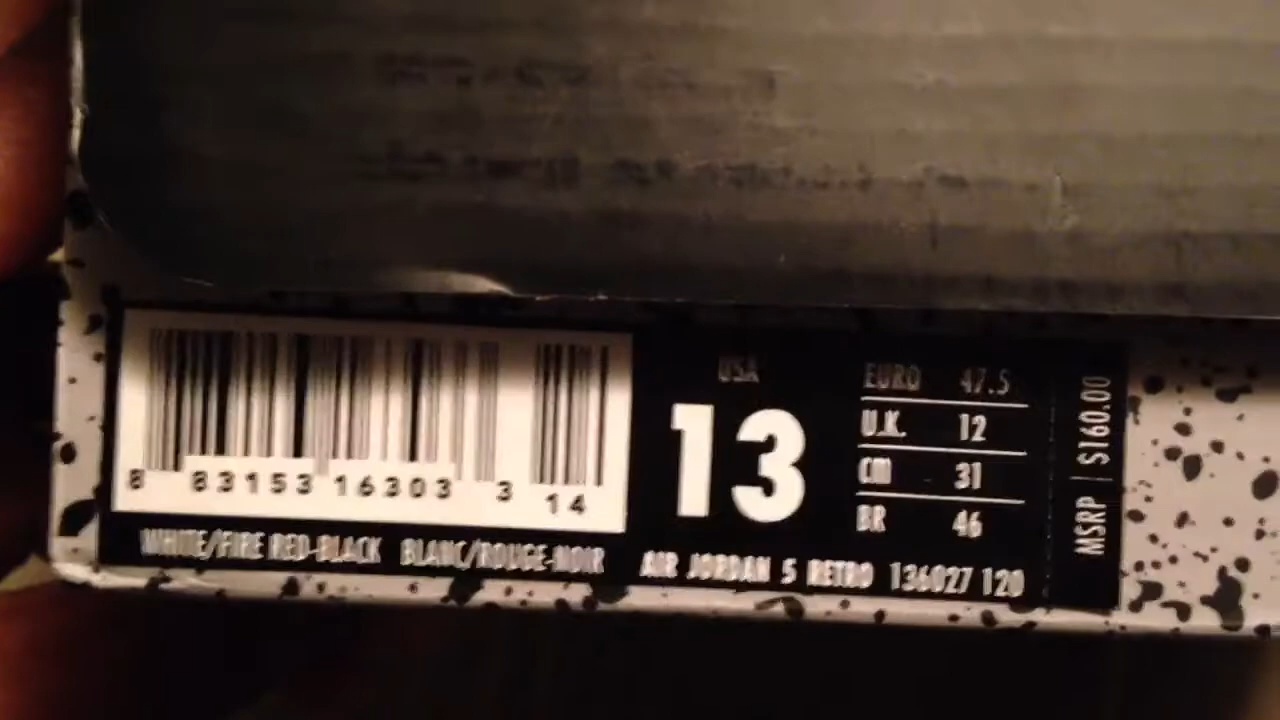 8 83153 16303 3 14
USA
13
EURO 47.5
U.K. 12
CM 31
BR 46
MSRP | $160.00
WHITE/FIRE RED-BLACK BLANC/ROUGE-NOIR
AIR JORDAN 5 RETRO 136027 120